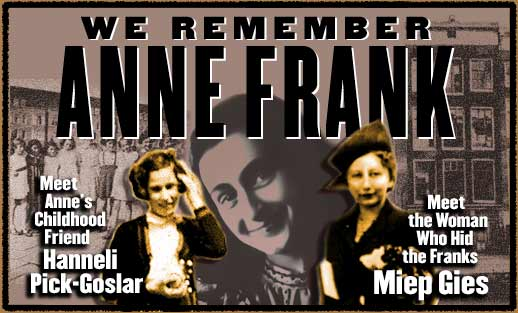 WE REMEMBER
ANNE FRANK
Meet
Anne's
Childhood
Friend
Hanneli
Pick-Goslar
Meet
the Woman
Who Hid
the Franks
Miep Gies